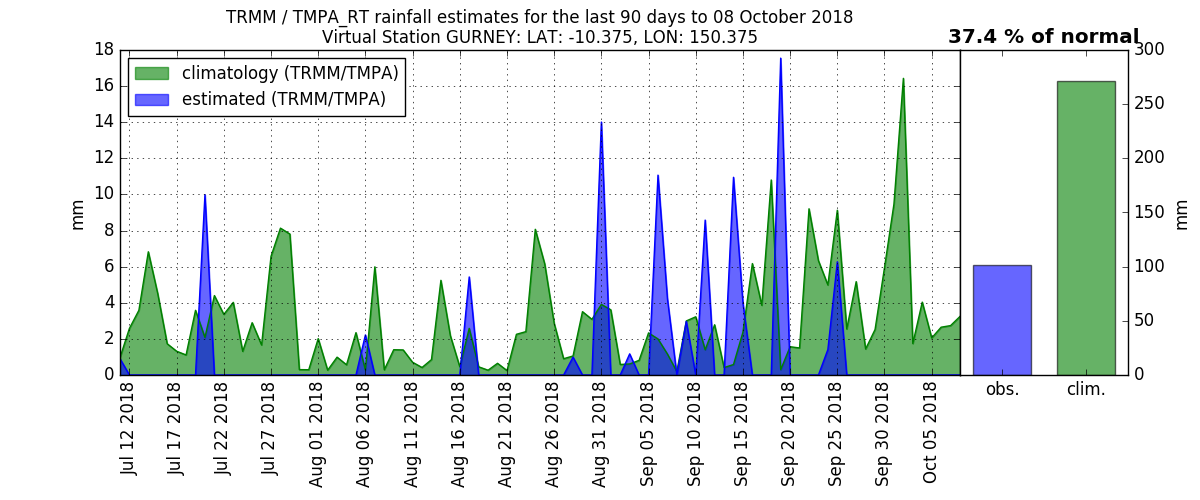 TRMM / TMPA_RT rainfall estimates for the last 90 days to 08 October 2018
Virtual Station GURNEY: LAT: -10.375, LON: 150.375
37.4 % of normal
climatology (TRMM/TMPA)
estimated (TRMM/TMPA)
mm
18
16
14
12
10
8
6
4
2
0
Jul 12 2018
Jul 17 2018
Jul 22 2018
Jul 27 2018
Aug 01 2018
Aug 06 2018
Aug 11 2018
Aug 16 2018
Aug 21 2018
Aug 26 2018
Aug 31 2018
Sep 05 2018
Sep 10 2018
Sep 15 2018
Sep 20 2018
Sep 25 2018
Sep 30 2018
Oct 05 2018
300
250
200
150
100
50
0
mm
obs.
clim.